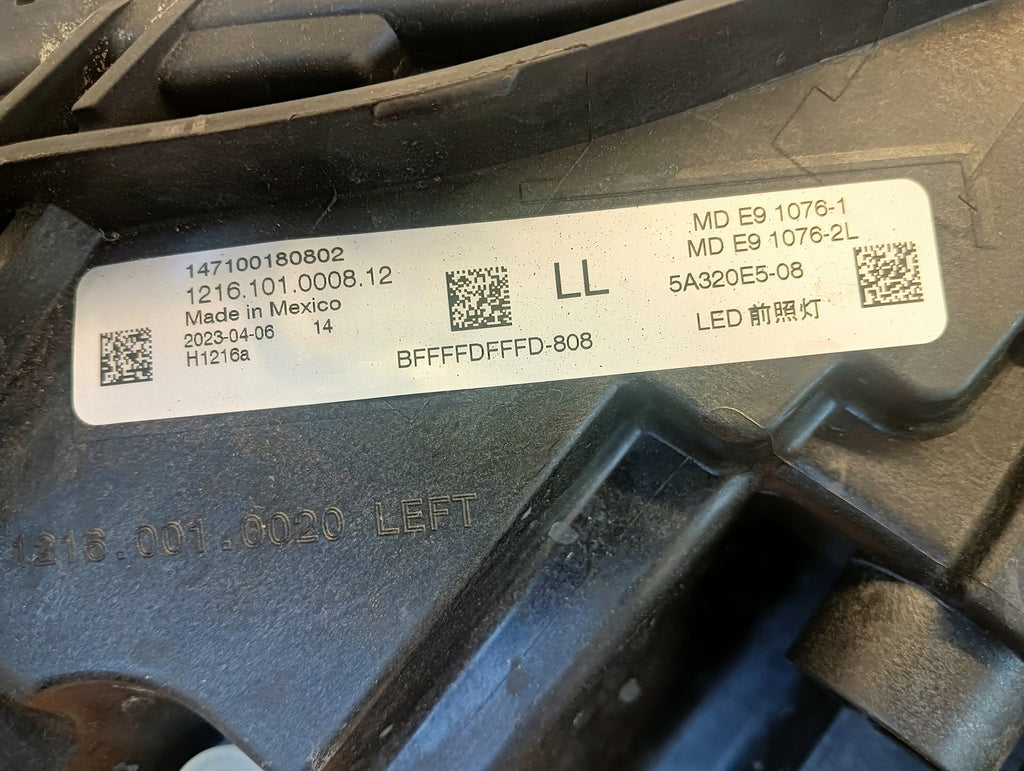 147100180802
1216.101.0008.12
Made in Mexico
2023-04-06 14
H1216a
BFFFFDFFFD-808
LL
MD E9 1076-1
MD E9 1076-2L
5A320E5-08
LED 前照灯
1216.001.0020 LEFT